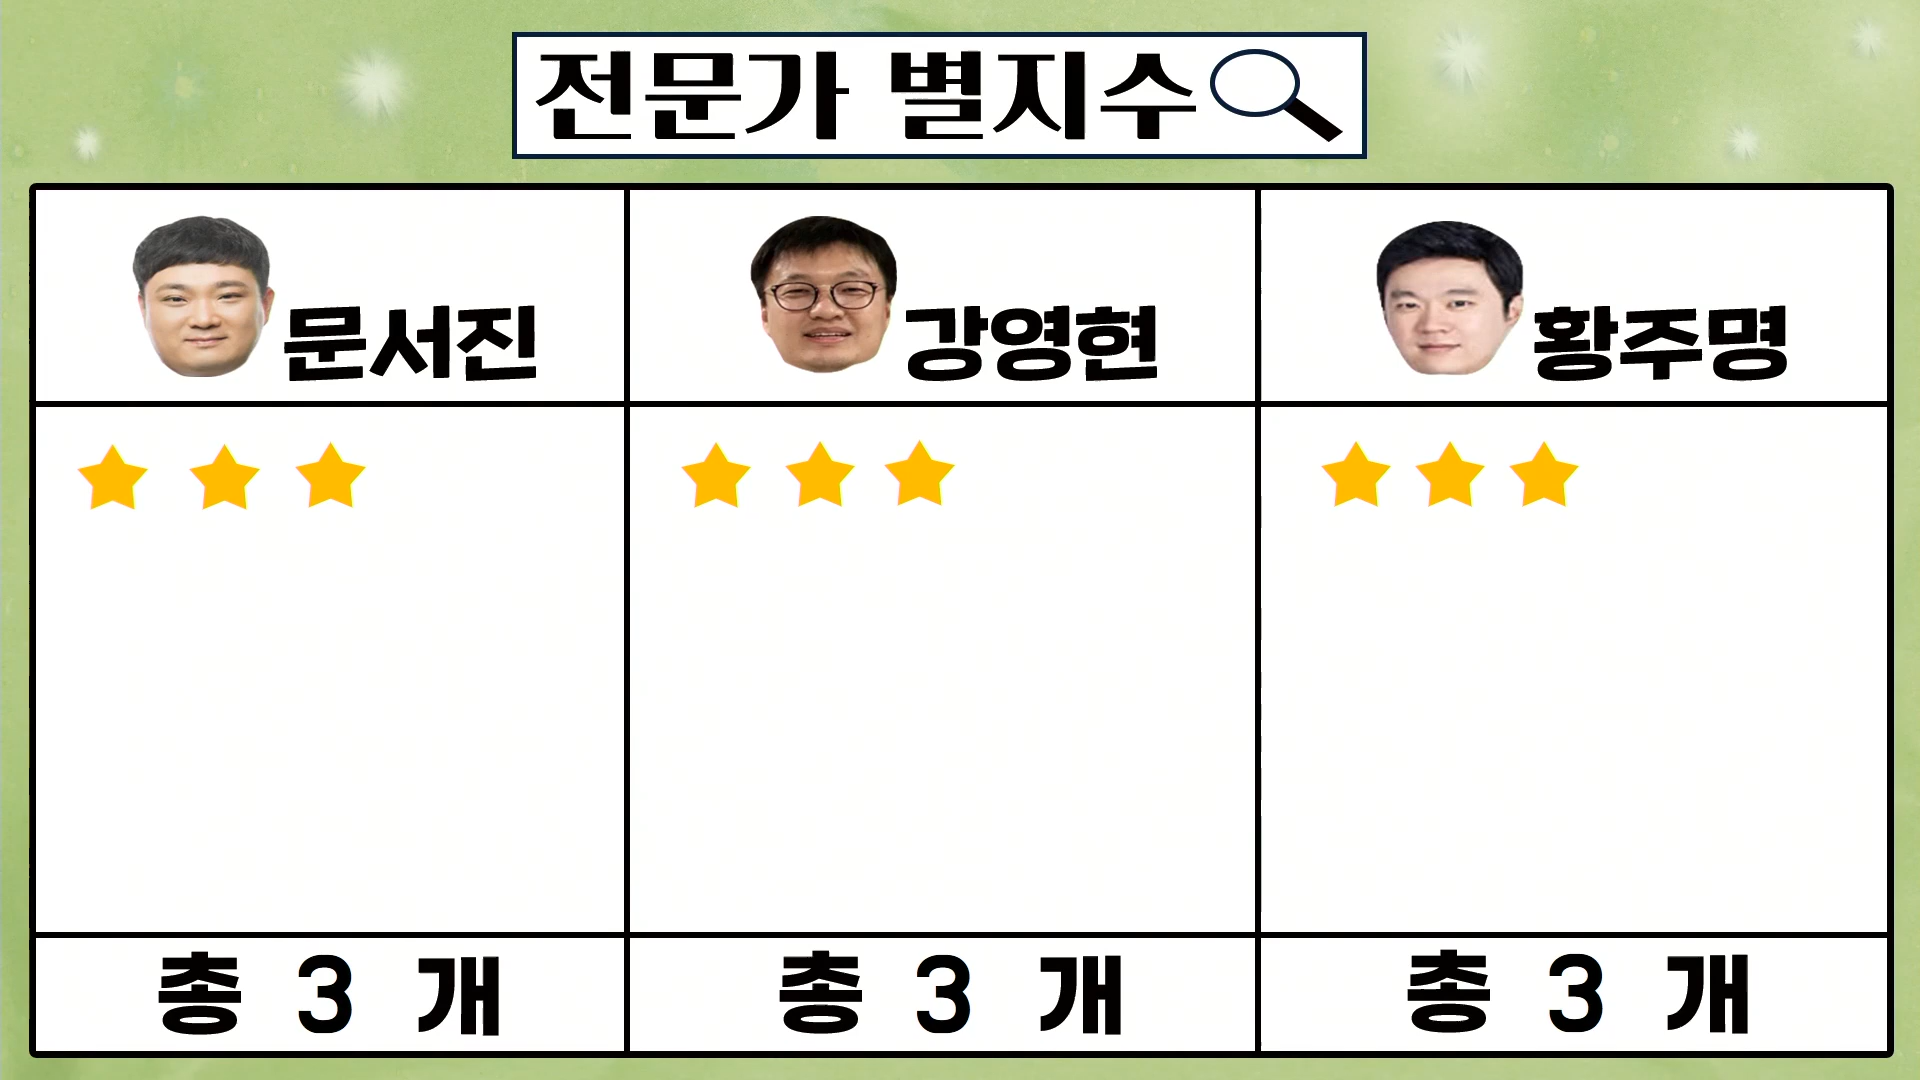 전문가 별지수
문서진
강영현
황주명
총 3 개
총 3 개
총 3 개